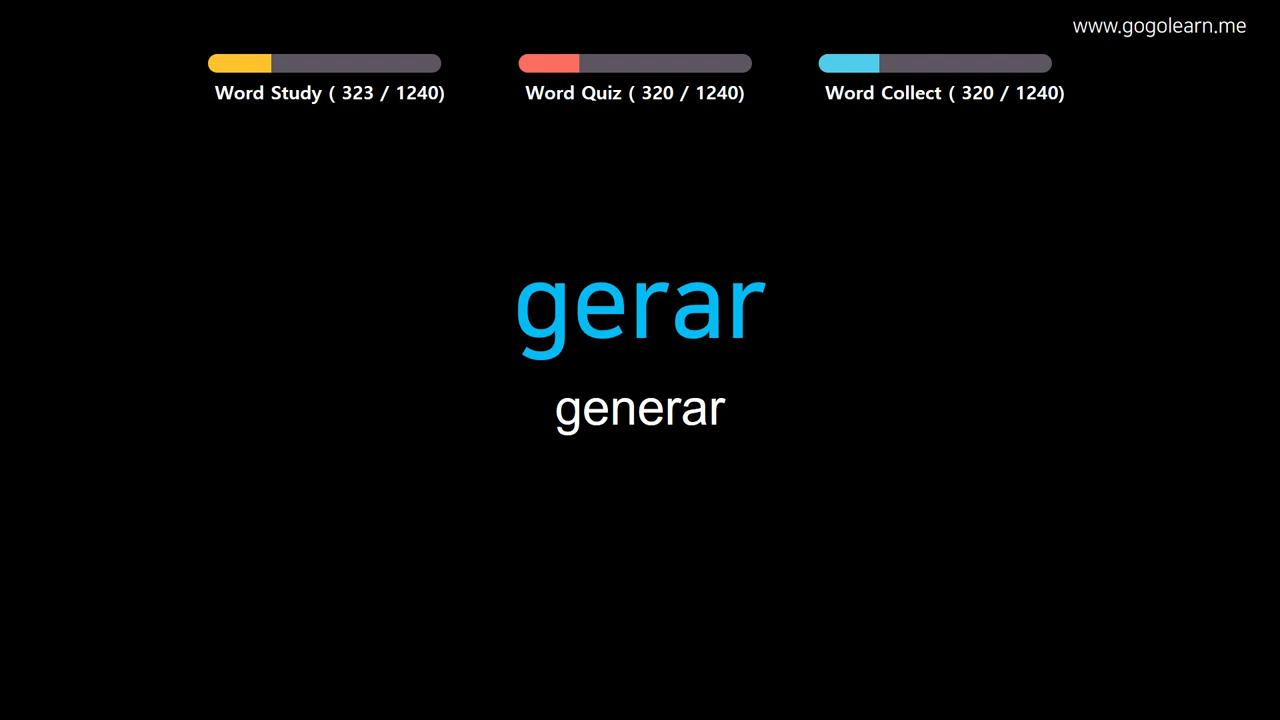 www.gogolearn.me
Word Study ( 323 / 1240)
Word Quiz ( 320 / 1240)
Word Collect ( 320 / 1240)
gerar
generar